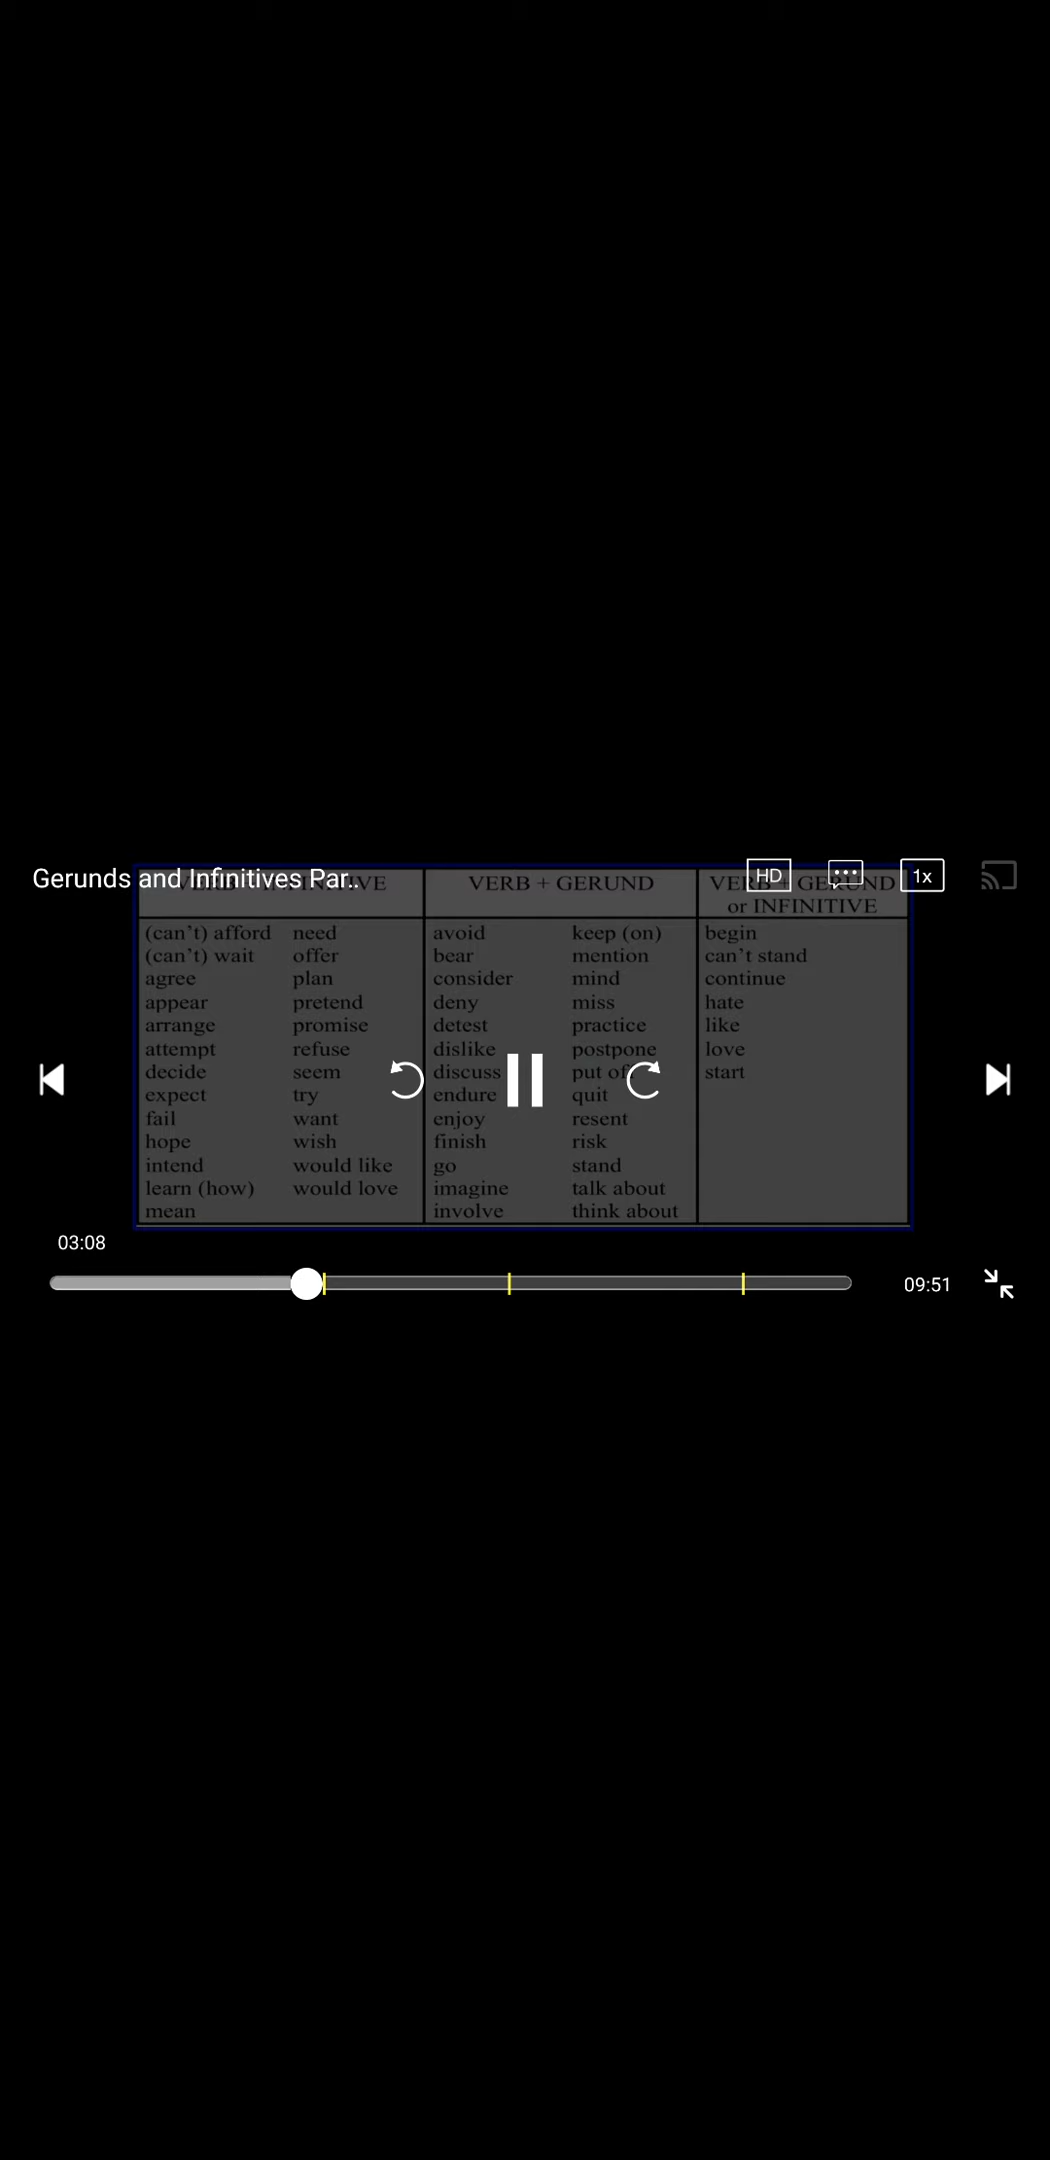 Gerunds and Infinitives Par..
HD
1x
VERB + GERUND
VERB + GERUND
or INFINITIVE
(can't) afford need avoid keep (on) begin
(can't) wait offer bear mention can't stand
agree plan consider mind continue
appear pretend deny miss hate
arrange promise detest practice like
attempt refuse dislike postpone love
decide seem discuss put off start
expect try endure quit
fail want enjoy resent
hope wish finish risk
intend would like go stand
learn (how) would love imagine talk about
mean involve think about
03:08
09:51